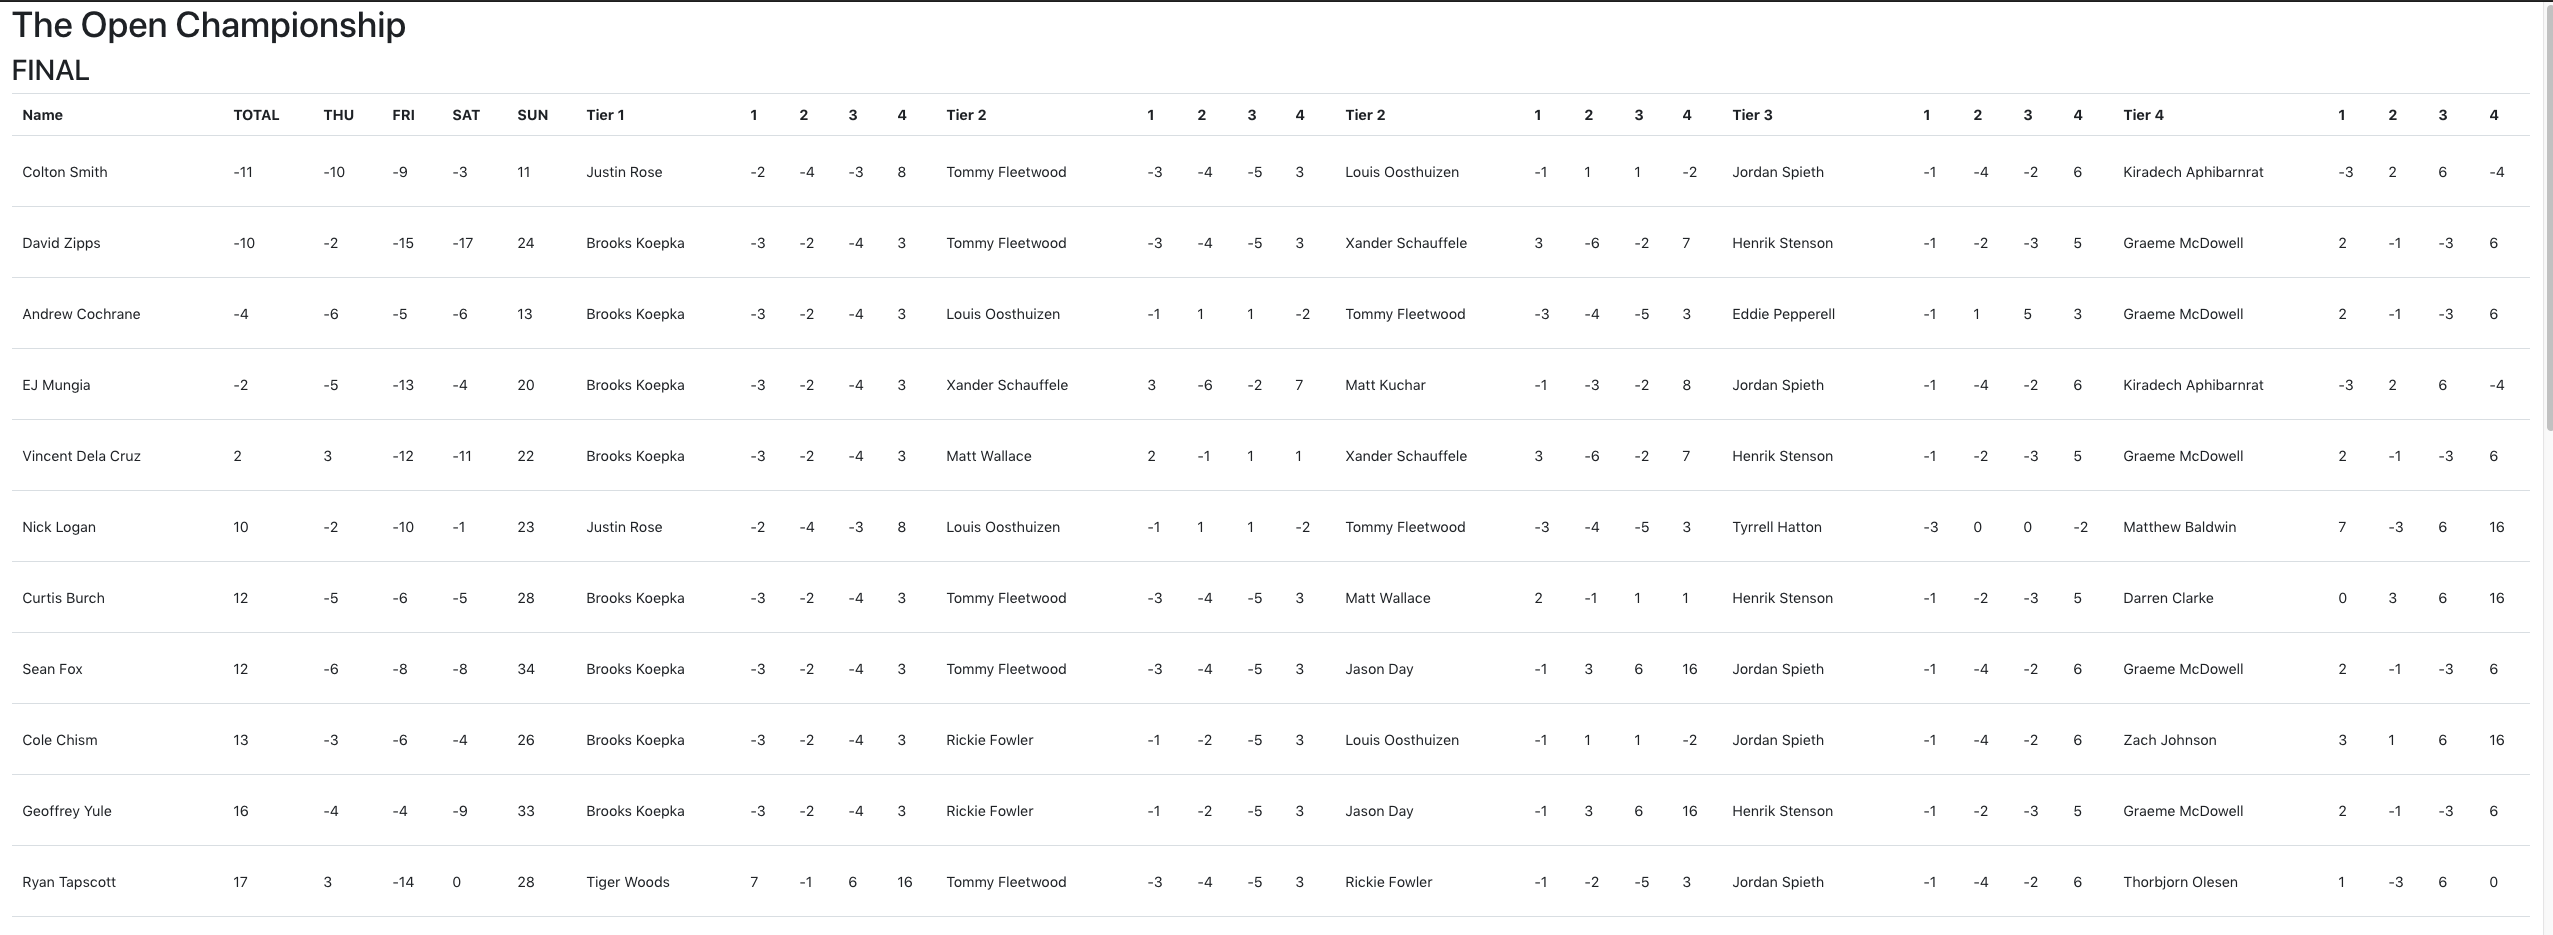 The Open Championship
FINAL
Name TOTAL THU FRI SAT SUN Tier 1 1 2 3 4 Tier 2 1 2 3 4 Tier 2 1 2 3 4 Tier 3 1 2 3 4 Tier 4 1 2 3 4
Colton Smith -11 -10 -9 -3 11 Justin Rose -2 -4 -3 8 Tommy Fleetwood -3 -4 -5 3 Louis Oosthuizen -1 1 1 -2 Jordan Spieth -1 -4 -2 6 Kiradech Aphibarnrat -3 2 6 -4
David Zipps -10 -2 -15 -17 24 Brooks Koepka -3 -2 -4 3 Tommy Fleetwood -3 -4 -5 3 Xander Schauffele 3 -6 -2 7 Henrik Stenson -1 -2 -3 5 Graeme McDowell 2 -1 -3 6
Andrew Cochrane -4 -6 -5 -6 13 Brooks Koepka -3 -2 -4 3 Louis Oosthuizen -1 1 1 -2 Tommy Fleetwood -3 -4 -5 3 Eddie Pepperell -1 1 5 3 Graeme McDowell 2 -1 -3 6
EJ Mungia -2 -5 -13 -4 20 Brooks Koepka -3 -2 -4 3 Xander Schauffele 3 -6 -2 7 Matt Kuchar -1 -3 -2 8 Jordan Spieth -1 -4 -2 6 Kiradech Aphibarnrat -3 2 6 -4
Vincent Dela Cruz 2 3 -12 -11 22 Brooks Koepka -3 -2 -4 3 Matt Wallace 2 -1 1 1 Xander Schauffele 3 -6 -2 7 Henrik Stenson -1 -2 -3 5 Graeme McDowell 2 -1 -3 6
Nick Logan 10 -2 -10 -1 23 Justin Rose -2 -4 -3 8 Louis Oosthuizen -1 1 1 -2 Tommy Fleetwood -3 -4 -5 3 Tyrrell Hatton -3 0 0 -2 Matthew Baldwin 7 -3 6 16
Curtis Burch 12 -5 -6 -5 28 Brooks Koepka -3 -2 -4 3 Tommy Fleetwood -3 -4 -5 3 Matt Wallace 2 -1 1 1 Henrik Stenson -1 -2 -3 5 Darren Clarke 0 3 6 16
Sean Fox 12 -6 -8 -8 34 Brooks Koepka -3 -2 -4 3 Tommy Fleetwood -3 -4 -5 3 Jason Day -1 3 6 16 Jordan Spieth -1 -4 -2 6 Graeme McDowell 2 -1 -3 6
Cole Chism 13 -3 -6 -4 26 Brooks Koepka -3 -2 -4 3 Rickie Fowler -1 -2 -5 3 Louis Oosthuizen -1 1 1 -2 Jordan Spieth -1 -4 -2 6 Zach Johnson 3 1 6 16
Geoffrey Yule 16 -4 -4 -9 33 Brooks Koepka -3 -2 -4 3 Rickie Fowler -1 -2 -5 3 Jason Day -1 3 6 16 Henrik Stenson -1 -2 -3 5 Graeme McDowell 2 -1 -3 6
Ryan Tapscott 17 3 -14 0 28 Tiger Woods 7 -1 6 16 Tommy Fleetwood -3 -4 -5 3 Rickie Fowler -1 -2 -5 3 Jordan Spieth -1 -4 -2 6 Thorbjorn Olesen 1 -3 6 0